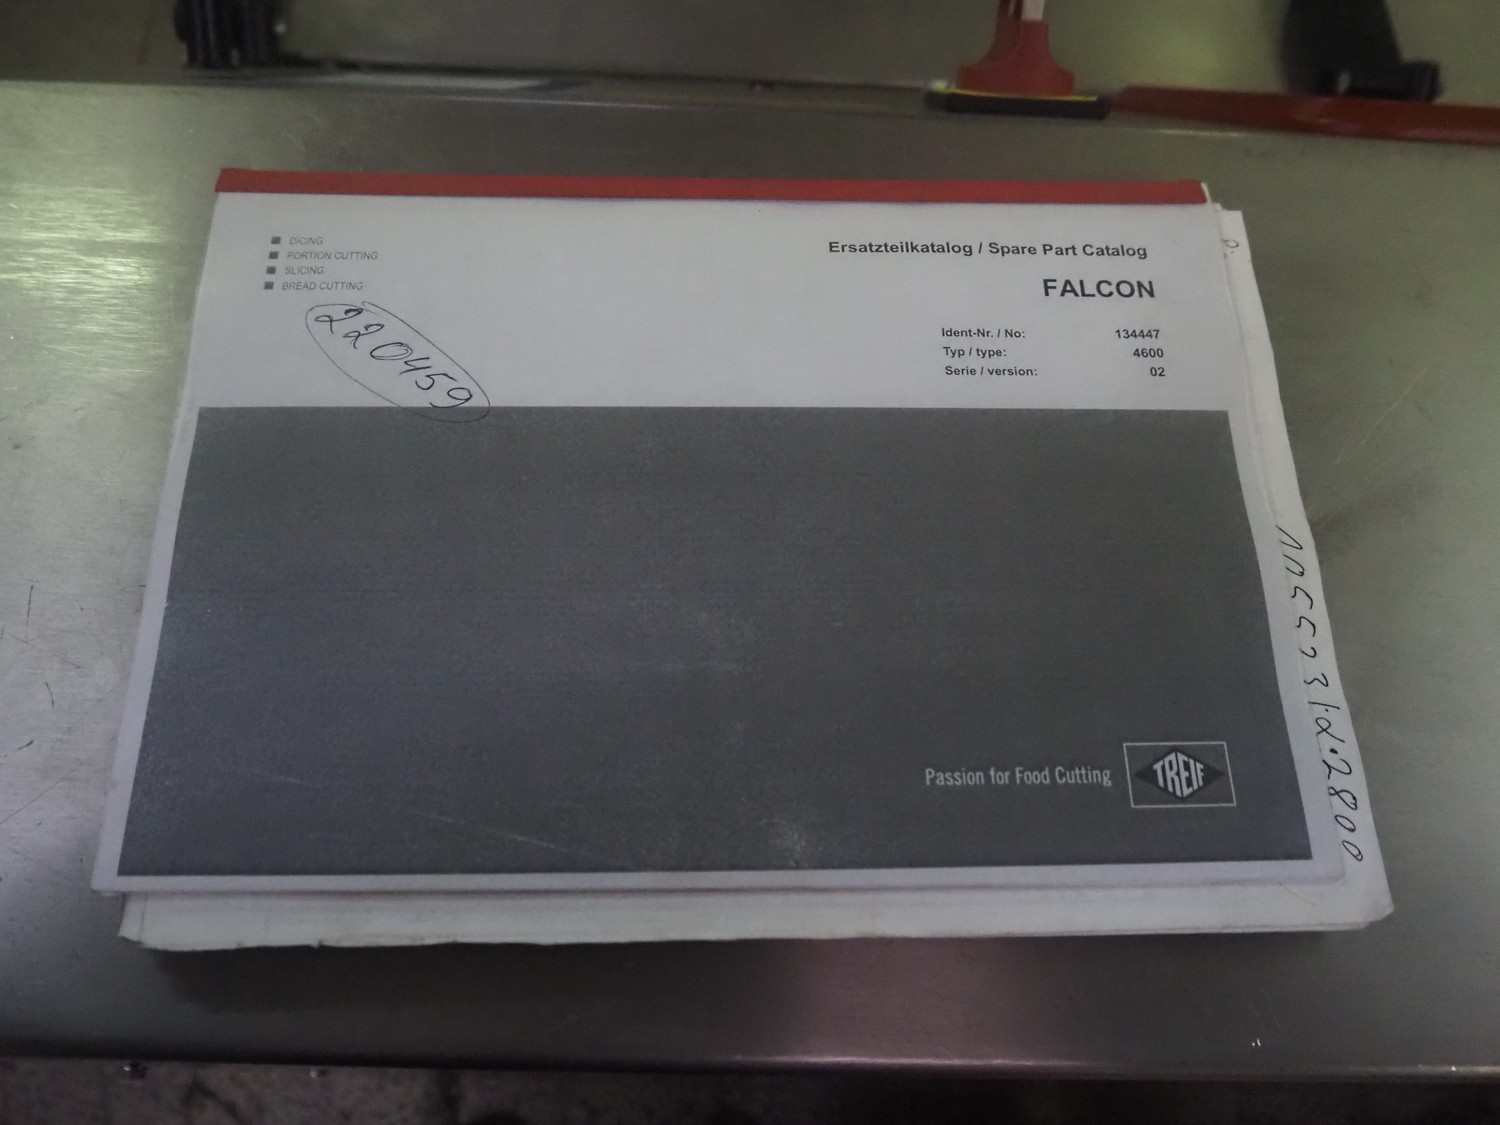 DICING
PORTION CUTTING
SLICING
BREAD CUTTING
220459
Ersatzteilkatalog / Spare Part Catalog
FALCON
Ident-Nr. / No: 134447
Typ / type: 4600
Serie / version: 02
Passion for Food Cutting
TREIF